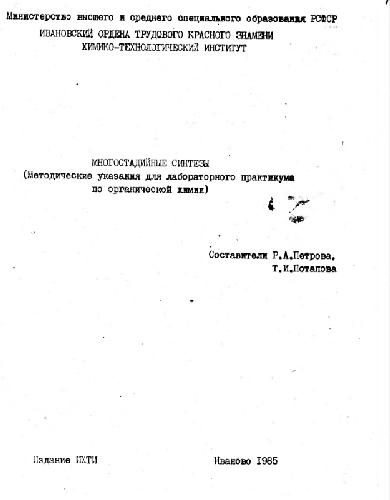 Министерство высшего и среднего специального образования РСФСР
ИВАНОВСКИЙ ОРДЕНА ТРУДОВОГО КРАСНОГО ЗНАМЕНИ
ХИМИКО-ТЕХНОЛОГИЧЕСКИЙ ИНСТИТУТ
МНОГОСТАДИЙНЫЕ СИНТЕЗЫ
(Методические указания для лабораторного практикума
по органической химии)
Составители Р.А.Петрова,
Т.И.Потапова
Издание ИХТИ
Иваново 1985